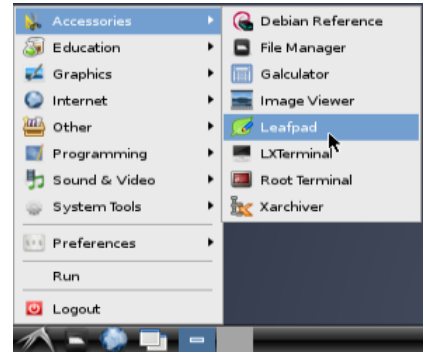 Accessories
Education
Graphics
Internet
Other
Programming
Sound & Video
System Tools
Preferences
Run
Logout
Debian Reference
File Manager
Galculator
Image Viewer
Leafpad
LXTerminal
Root Terminal
Xarchiver